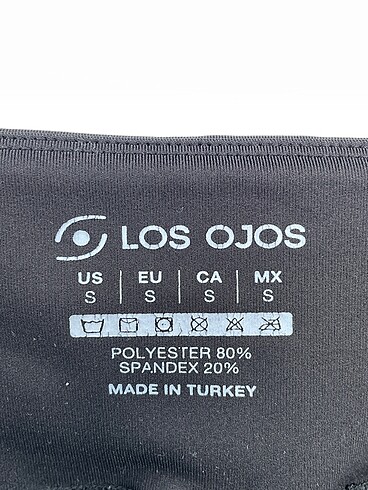 LOS OJOS
US | EU | CA | MX
S | S | S | S
POLYESTER 80%
SPANDEX 20%
MADE IN TURKEY